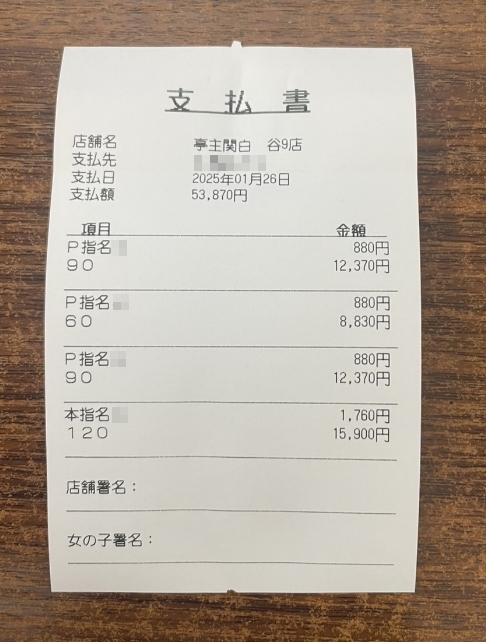 支払書
店舗名 亭主関白 谷9店
支払先
支払日 2025年01月26日
支払額 53,870円
項目 金額
P指名 880円
90 12,370円
P指名 880円
60 8,830円
P指名 880円
90 12,370円
本指名 1,760円
120 15,900円
店舗署名:
女の子署名: